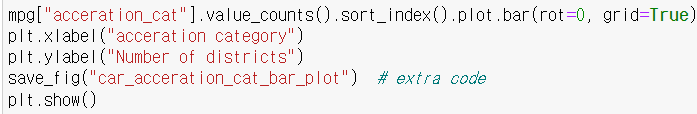 mpg["acceration_cat"].value_counts().sort_index().plot.bar(rot=0, grid=True)
plt.xlabel("acceration category")
plt.ylabel("Number of districts")
save_fig("car_acceration_cat_bar_plot")  # extra code
plt.show()